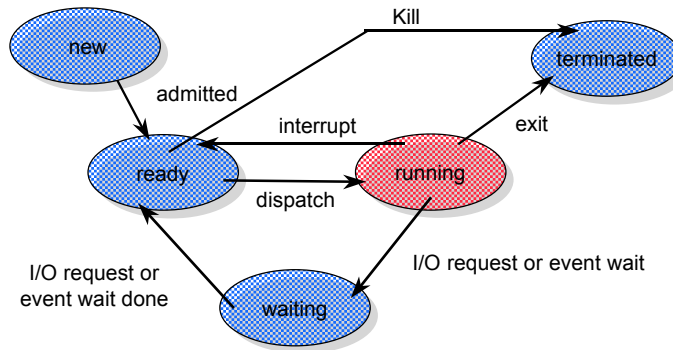 Kill
new
terminated
admitted
interrupt
exit
ready
running
dispatch
I/O request or
event wait done
I/O request or event wait
waiting